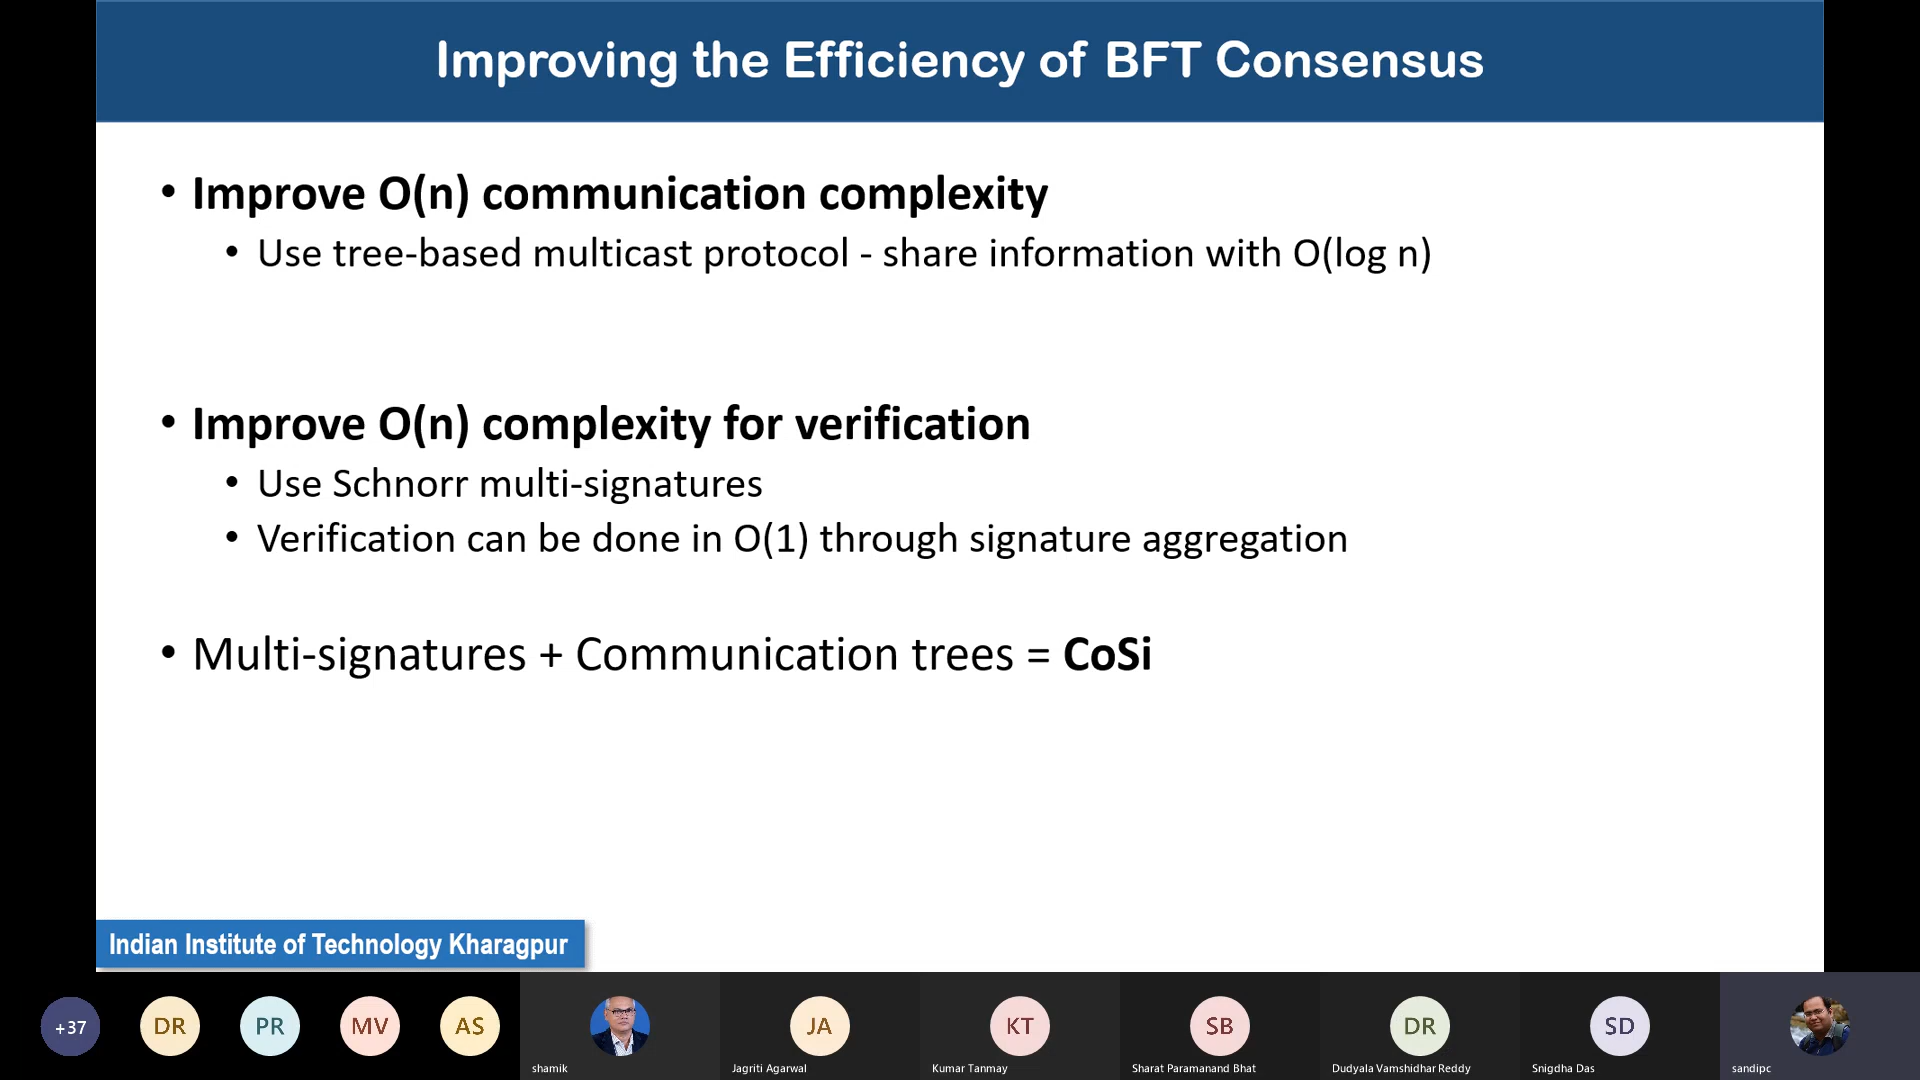 Improving the Efficiency of BFT Consensus
• Improve O(n) communication complexity
• Use tree-based multicast protocol - share information with O(log n)
• Improve O(n) complexity for verification
• Use Schnorr multi-signatures
• Verification can be done in O(1) through signature aggregation
• Multi-signatures + Communication trees = CoSi
Indian Institute of Technology Kharagpur
+37 DR PR MV AS JA KT SB DR SD
shamik Jagriti Agarwal Kumar Tanmay Sharat Paramanand Bhat Dudyala Vamshidhar Reddy Snigdha Das sandipc